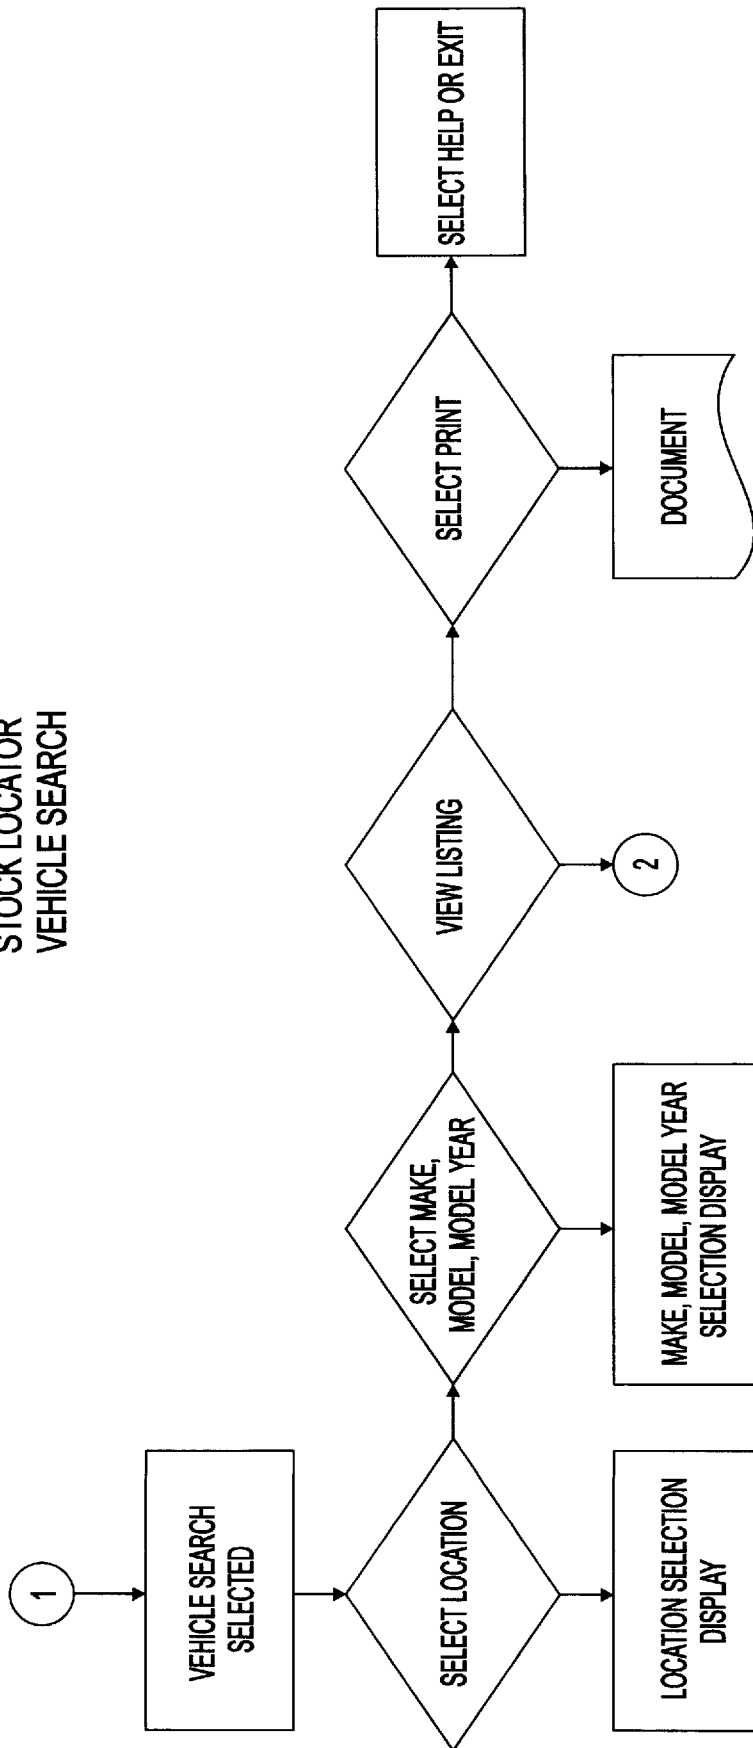 STOCK LOCATOR
VEHICLE SEARCH
1
VEHICLE SEARCH
SELECTED
SELECT LOCATION
LOCATION SELECTION
DISPLAY
SELECT MAKE,
MODEL, MODEL YEAR
MAKE, MODEL, MODEL YEAR
SELECTION DISPLAY
VIEW LISTING
2
SELECT PRINT
DOCUMENT
SELECT HELP OR EXIT